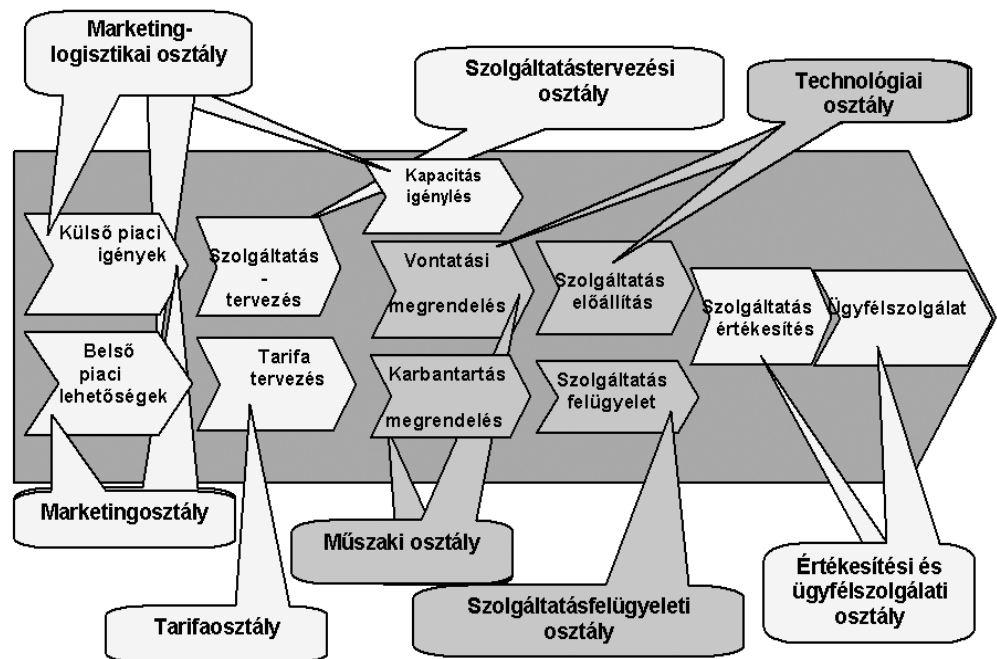 Marketing-
logisztikai osztály
Szolgáltatástervezési
osztály
Technológiai
osztály
Kapacitás
igénylés
Külső piaci
igények
Szolgáltatás
-
tervezés
Vontatási
megrendelés
Szolgáltatás
előállítás
Szolgáltatás
értékesítés
Ügyfélszolgálat
Belső
piaci
lehetőségek
Tarifa
tervezés
Karbantartás
megrendelés
Szolgáltatás
felügyelet
Marketingosztály
Műszaki osztály
Értékesítési és
ügyfélszolgálati
osztály
Tarifaosztály
Szolgáltatásfelügyeleti
osztály